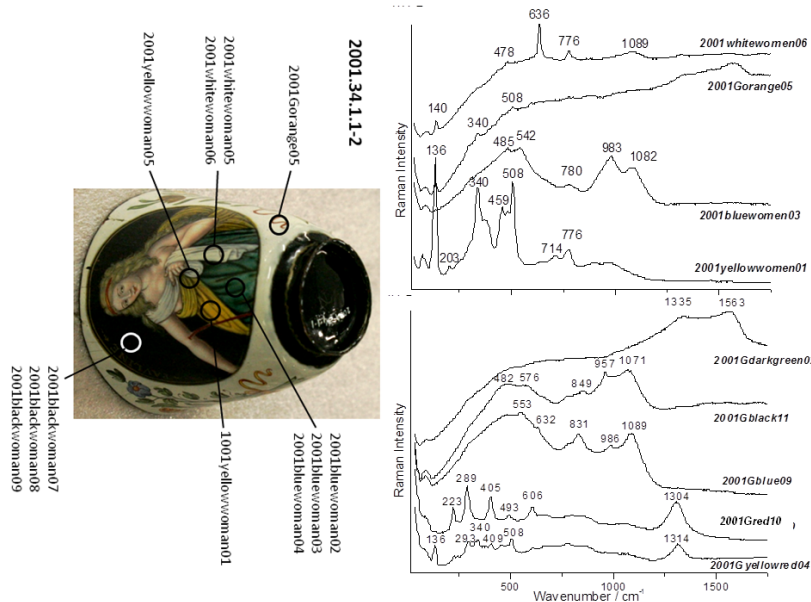 2001.34.1.1-2
2001Gorange05
2001whitewoman05
2001whitewoman06
2001yellowwoman05
1001yellowwoman01
2001bluewoman02
2001bluewoman03
2001bluewoman04
2001blackwoman07
2001blackwoman08
2001blackwoman09
Raman Intensity
636
478
776
1089
140
2001whitewomen06
340
508
2001Gorange05
485
542
780
983
1082
2001bluewomen03
136
203
340
459
508
714
776
2001yellowwomen01
Raman Intensity
1335
1563
2001Gdarkgreen0
482
576
849
957
1071
2001Gblack11
553
632
831
986
1089
2001Gblue09
223
289
405
493
606
1304
2001Gred10
136
293
340
409
508
1314
2001Gyellowred04
500
1000
1500
Wavenumber / cm⁻¹